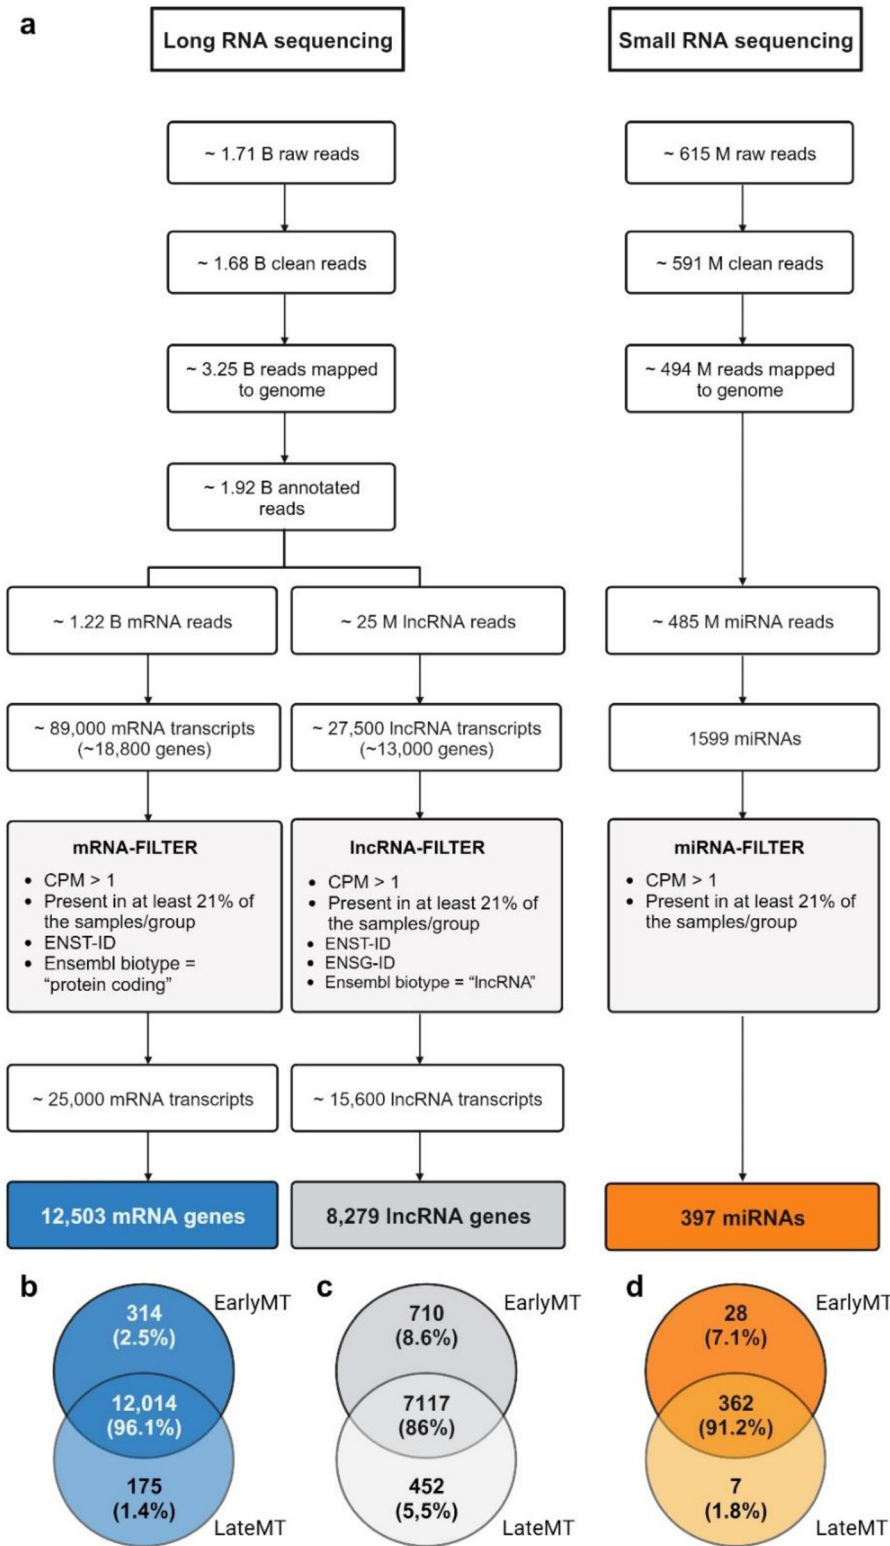 a
Long RNA sequencing
Small RNA sequencing
~ 1.71 B raw reads
~ 615 M raw reads
~ 1.68 B clean reads
~ 591 M clean reads
~ 3.25 B reads mapped
to genome
~ 494 M reads mapped
to genome
~ 1.92 B annotated
reads
~ 1.22 B mRNA reads
~ 25 M lncRNA reads
~ 485 M miRNA reads
~ 89,000 mRNA transcripts
(~18,800 genes)
~ 27,500 lncRNA transcripts
(~13,000 genes)
1599 miRNAs
mRNA-FILTER
• CPM > 1
• Present in at least 21% of
the samples/group
• ENST-ID
• Ensembl biotype =
“protein coding”
lncRNA-FILTER
• CPM > 1
• Present in at least 21% of
the samples/group
• ENST-ID
• ENSG-ID
• Ensembl biotype = “lncRNA”
miRNA-FILTER
• CPM > 1
• Present in at least 21% of
the samples/group
~ 25,000 mRNA transcripts
~ 15,600 lncRNA transcripts
12,503 mRNA genes
8,279 lncRNA genes
397 miRNAs
b
314
(2.5%)
EarlyMT
12,014
(96.1%)
175
(1.4%)
LateMT
c
710
(8.6%)
EarlyMT
7117
(86%)
452
(5,5%)
LateMT
d
28
(7.1%)
EarlyMT
362
(91.2%)
7
(1.8%)
LateMT